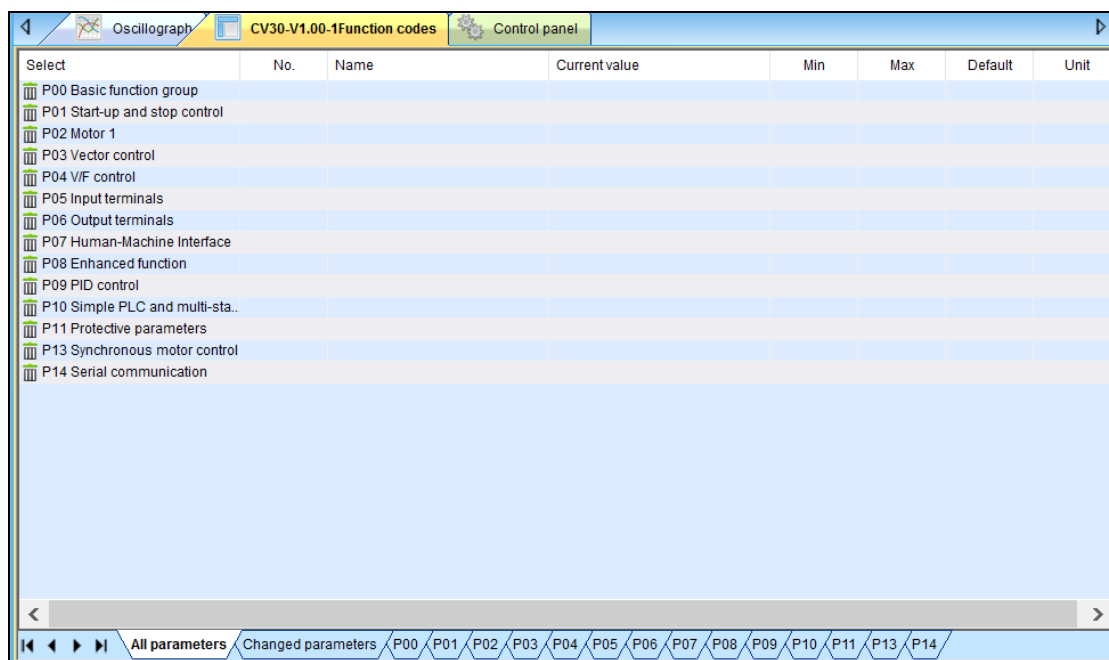 Oscillograph CV30-V1.00-1Function codes Control panel
Select No. Name Current value Min Max Default Unit
P00 Basic function group
P01 Start-up and stop control
P02 Motor 1
P03 Vector control
P04 V/F control
P05 Input terminals
P06 Output terminals
P07 Human-Machine Interface
P08 Enhanced function
P09 PID control
P10 Simple PLC and multi-sta..
P11 Protective parameters
P13 Synchronous motor control
P14 Serial communication
All parameters Changed parameters P00 P01 P02 P03 P04 P05 P06 P07 P08 P09 P10 P11 P13 P14